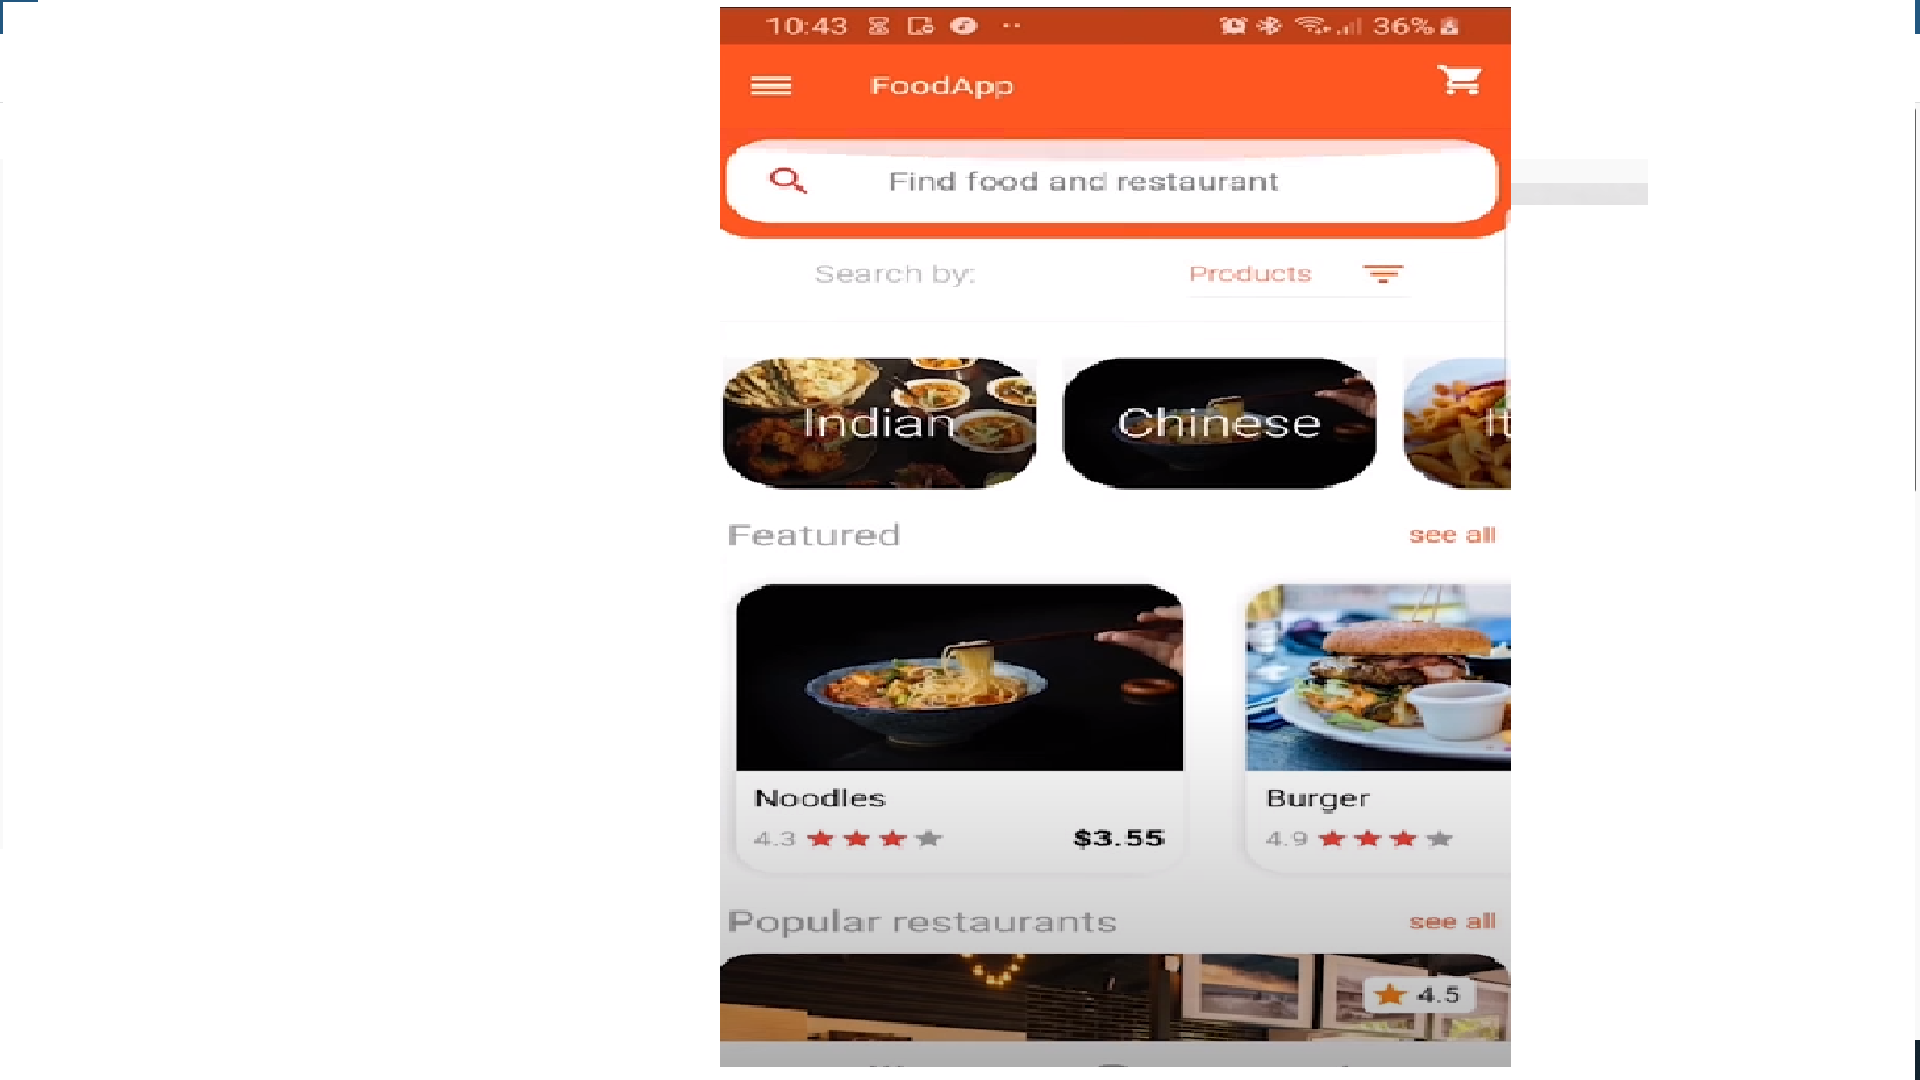 10:43 36%
FoodApp
Find food and restaurant
Search by: Products
Indian Chinese It
Featured see all
Noodles Burger
4.3 $3.55 4.9
Popular restaurants see all
4.5